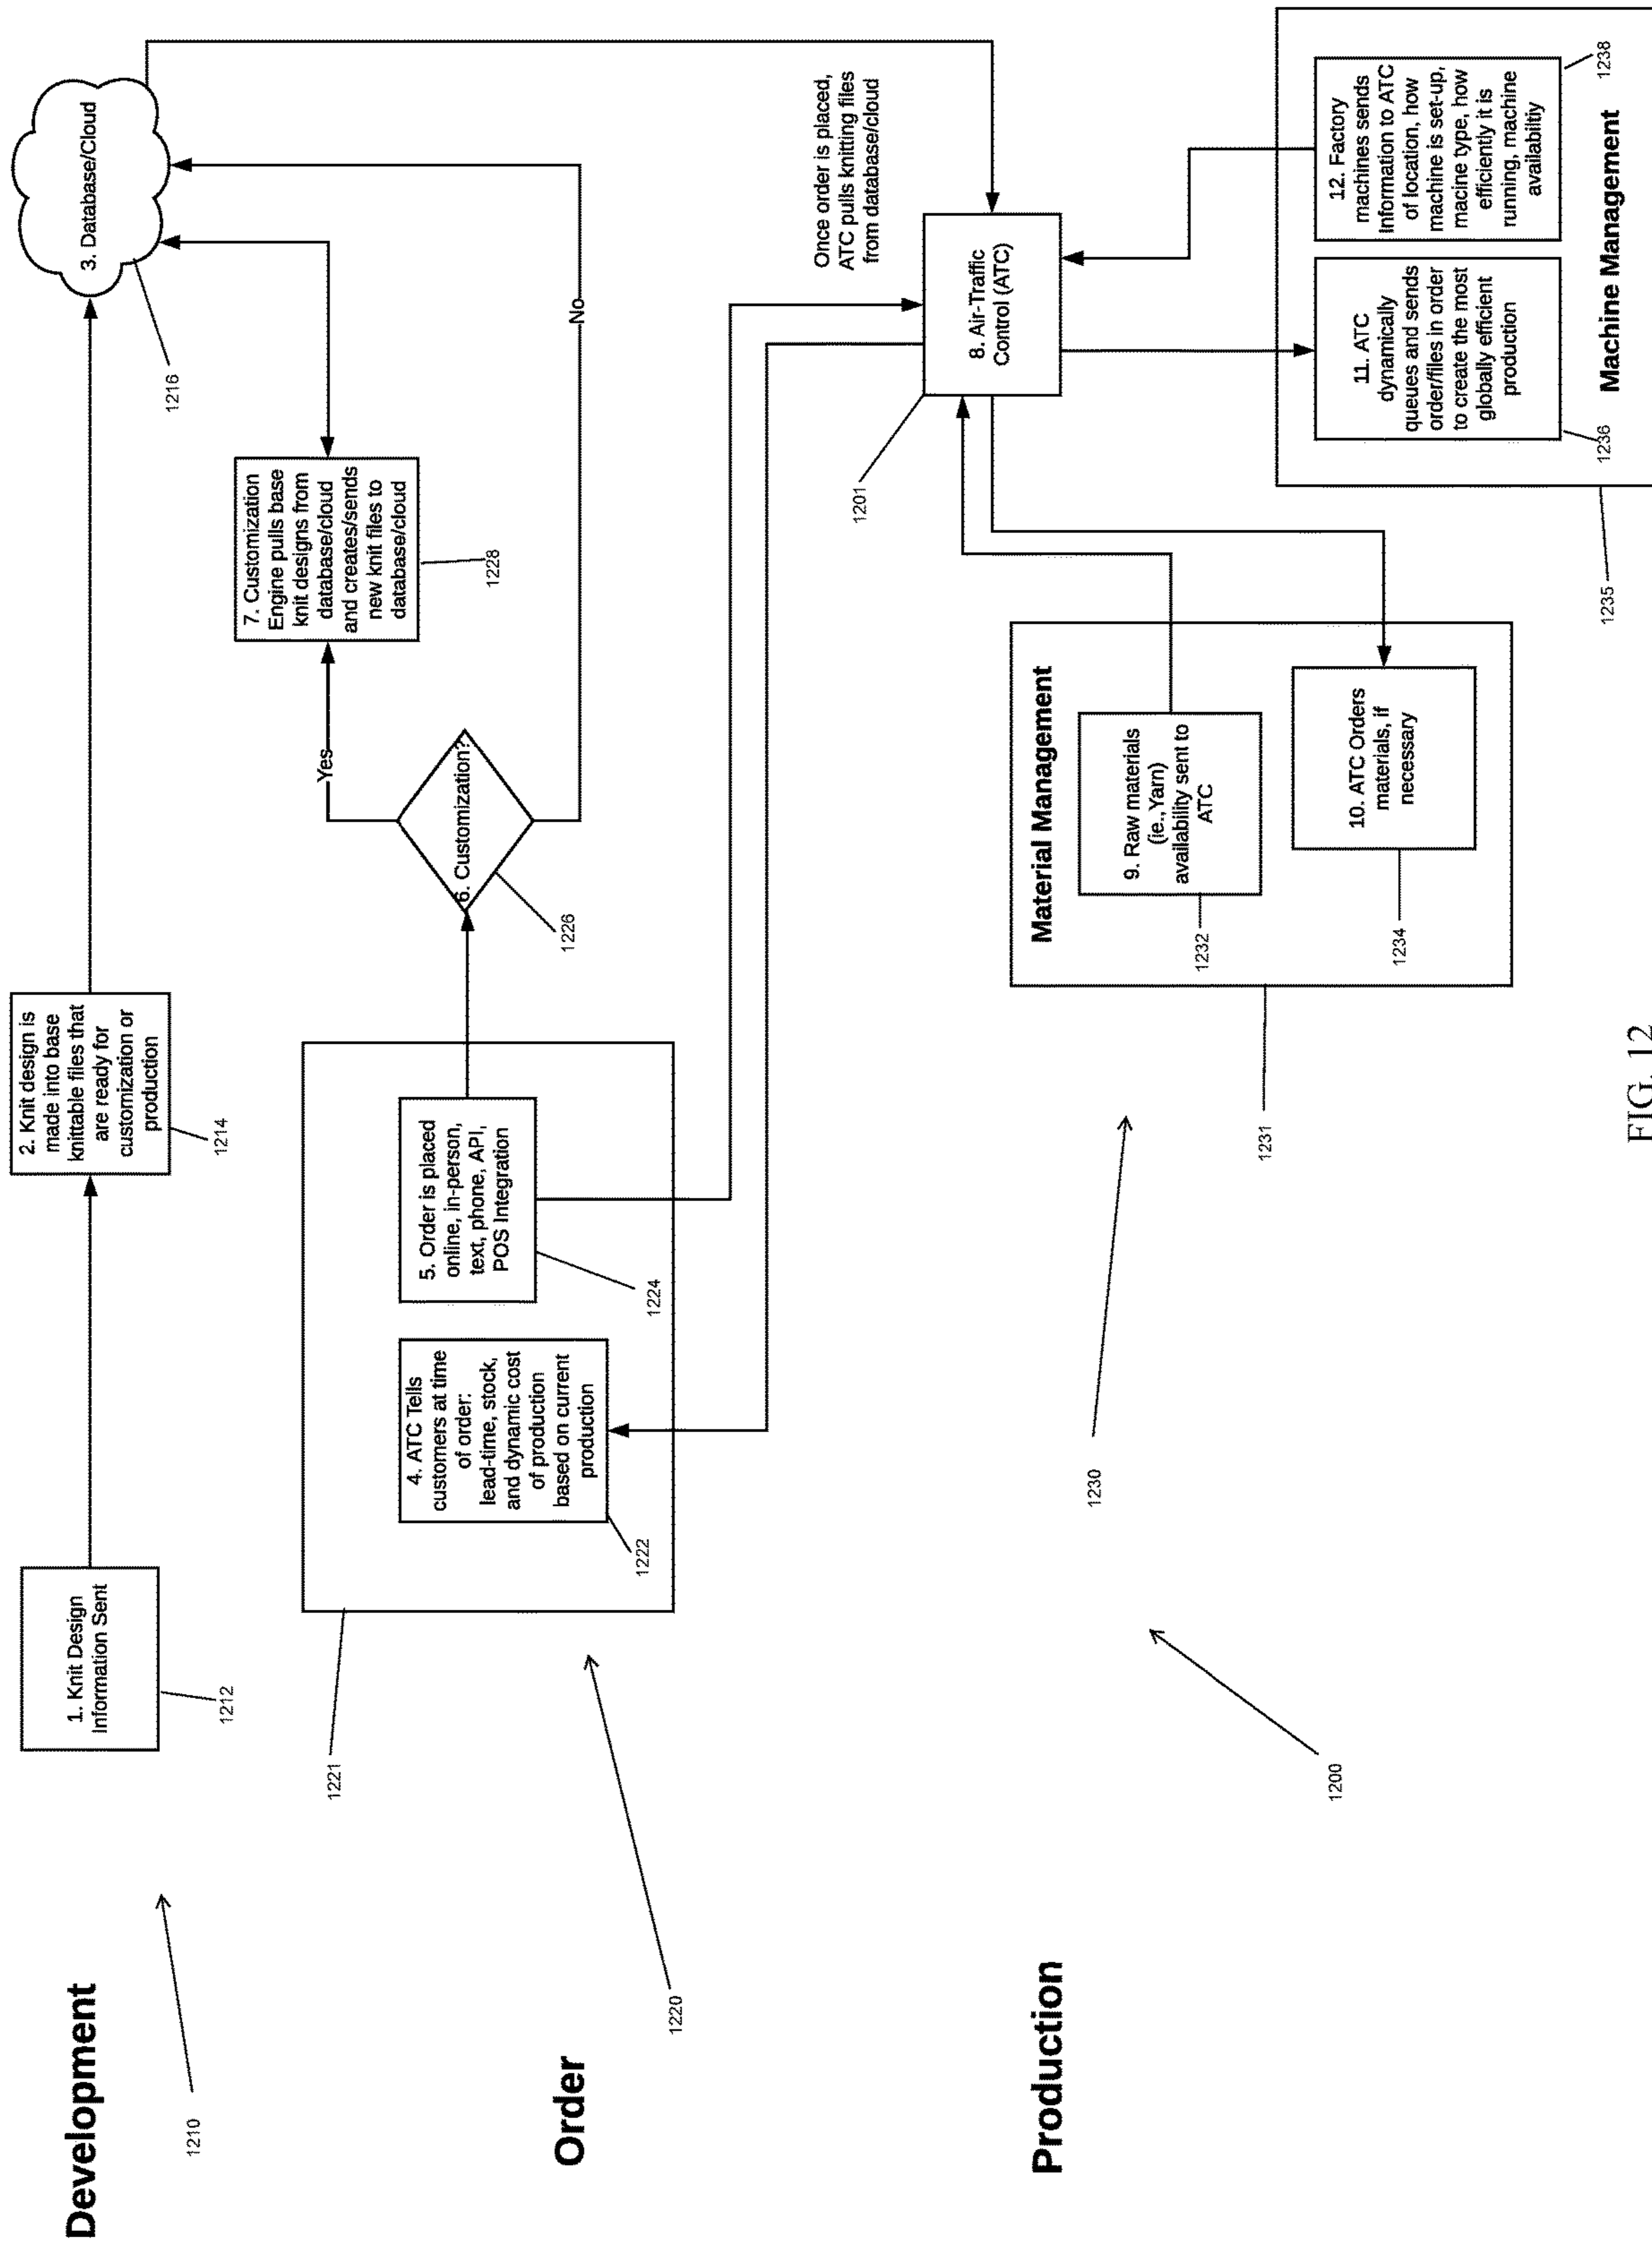 Development
1210
1. Knit Design
Information Sent
1212
2. Knit design is
made into base
knittable files that
are ready for
customization or
production
1214
3. Database/Cloud
1216
Order
1220
1221
4. ATC Tells
customers at time
of order:
lead-time, stock,
and dynamic cost
of production
based on current
production
1222
5. Order is placed
online, in-person,
text, phone, API,
POS Integration
1224
6. Customization?
1226
Yes
No
7. Customization
Engine pulls base
knit designs from
database/cloud
and creates/sends
new knit files to
database/cloud
1228
Once order is placed,
ATC pulls knitting files
from database/cloud
Production
1230
1200
8. Air-Traffic
Control (ATC)
1201
Material Management
9. Raw materials
(ie., Yarn)
availability sent to
ATC
1232
10. ATC Orders
materials, if
necessary
1234
1231
11. ATC
dynamically
queues and sends
order/files in order
to create the most
globally efficient
production
1236
12. Factory
machines sends
Information to ATC
of location, how
machine is set-up,
macine type, how
efficiently it is
running, machine
availabiltiy
1238
Machine Management
1235
FIG. 12